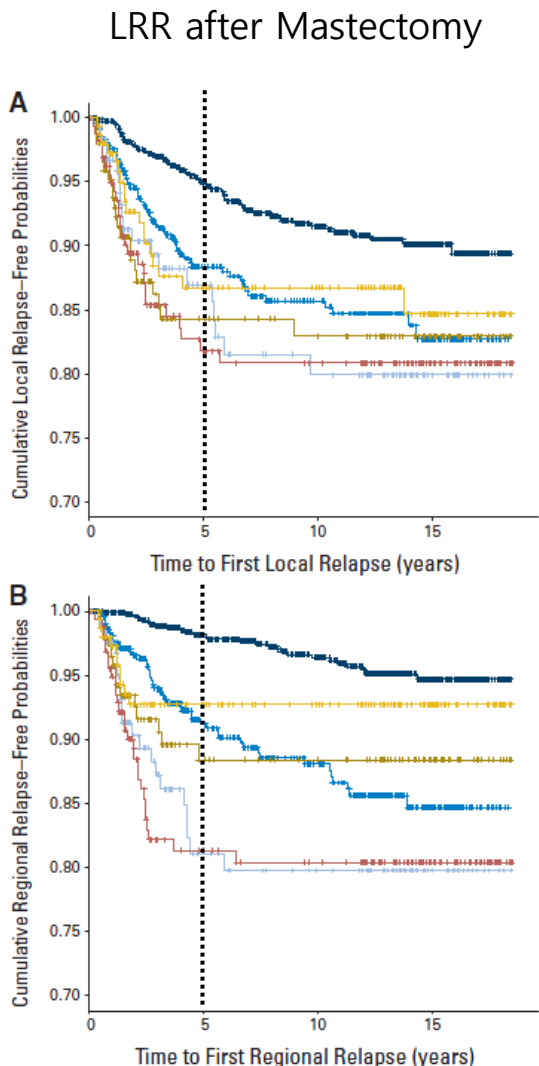 LRR after Mastectomy
A
Cumulative Local Relapse–Free Probabilities
1.00
0.95
0.90
0.85
0.80
0.75
0.70
0 5 10 15
Time to First Local Relapse (years)
B
Cumulative Regional Relapse–Free Probabilities
1.00
0.95
0.90
0.85
0.80
0.75
0.70
0 5 10 15
Time to First Regional Relapse (years)